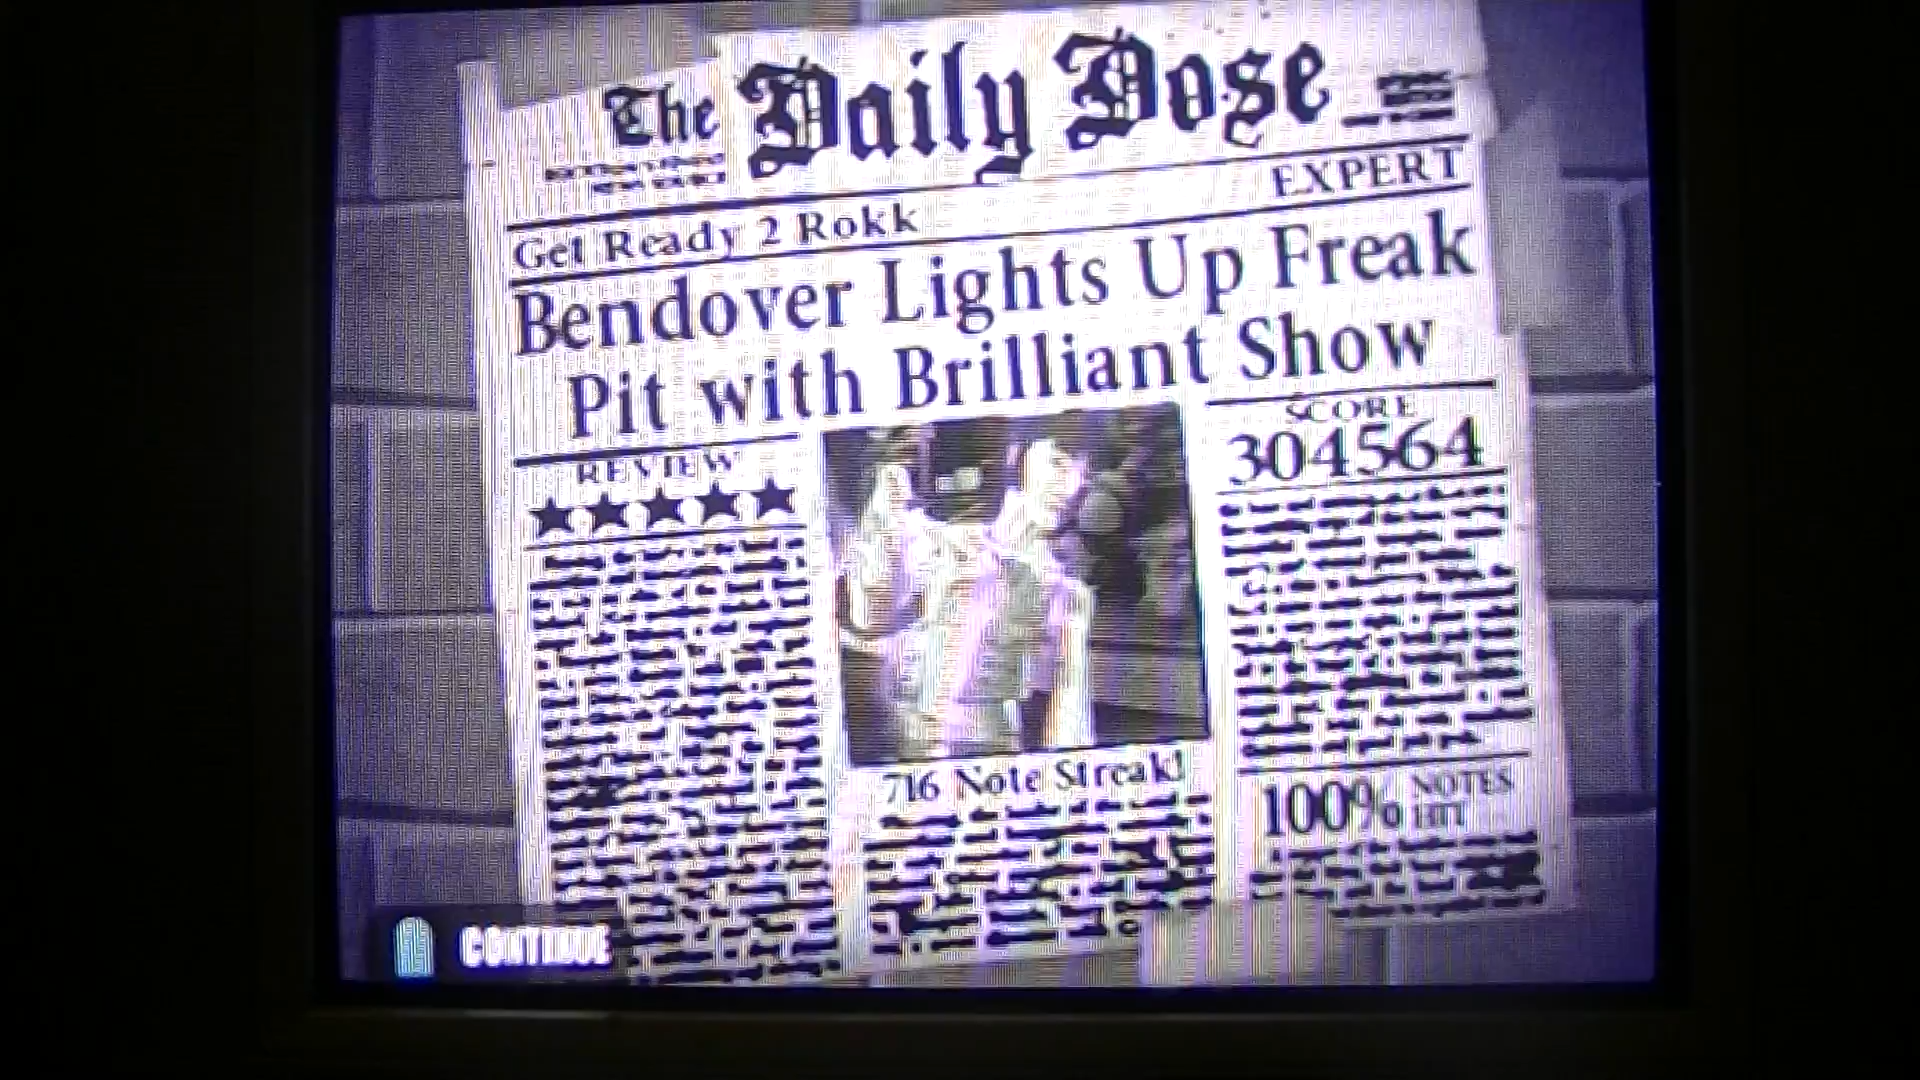 The Daily Dose
EXPERT
Get Ready 2 Rokk
Bendover Lights Up Freak
Pit with Brilliant Show
REVIEW
SCORE
304564
716 Note Streak!
100% NOTES
HIT
CONTINUE